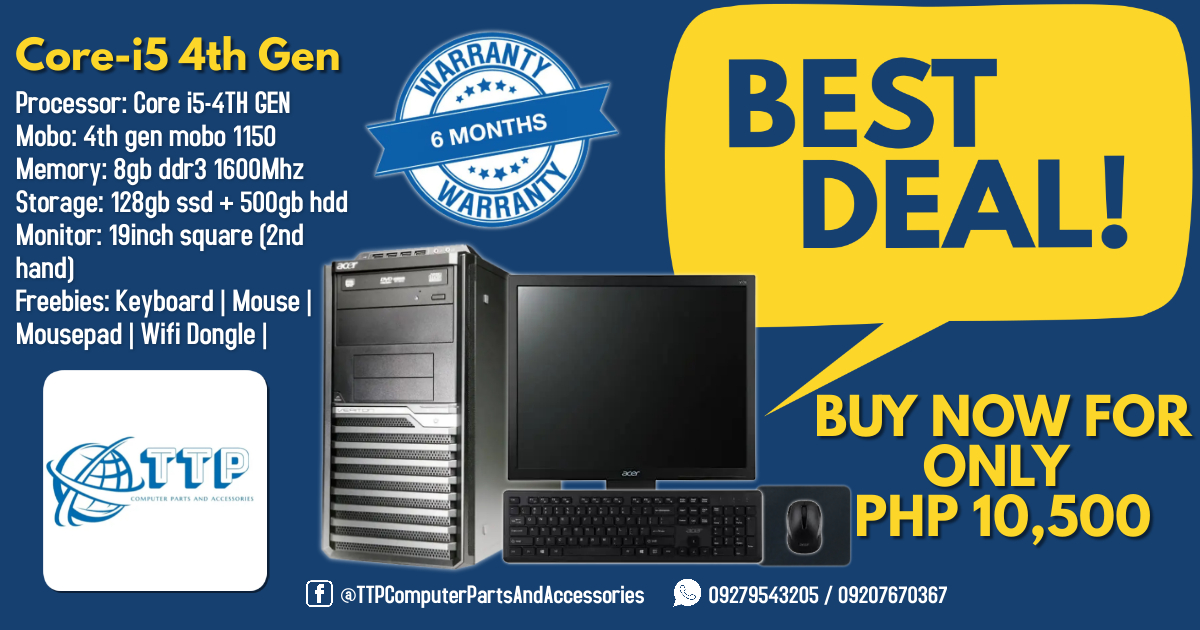 Core-i5 4th Gen
Processor: Core i5-4TH GEN
Mobo: 4th gen mobo 1150
Memory: 8gb ddr3 1600Mhz
Storage: 128gb ssd + 500gb hdd
Monitor: 19inch square (2nd
hand)
Freebies: Keyboard | Mouse |
Mousepad | Wifi Dongle |
WARRANTY
6 MONTHS
WARRANTY
BEST
DEAL!
acer
acer
BUY NOW FOR
ONLY
PHP 10,500
TTP
COMPUTER PARTS AND ACCESSORIES
@TTPComputerPartsAndAccessories
09279543205 / 09207670367